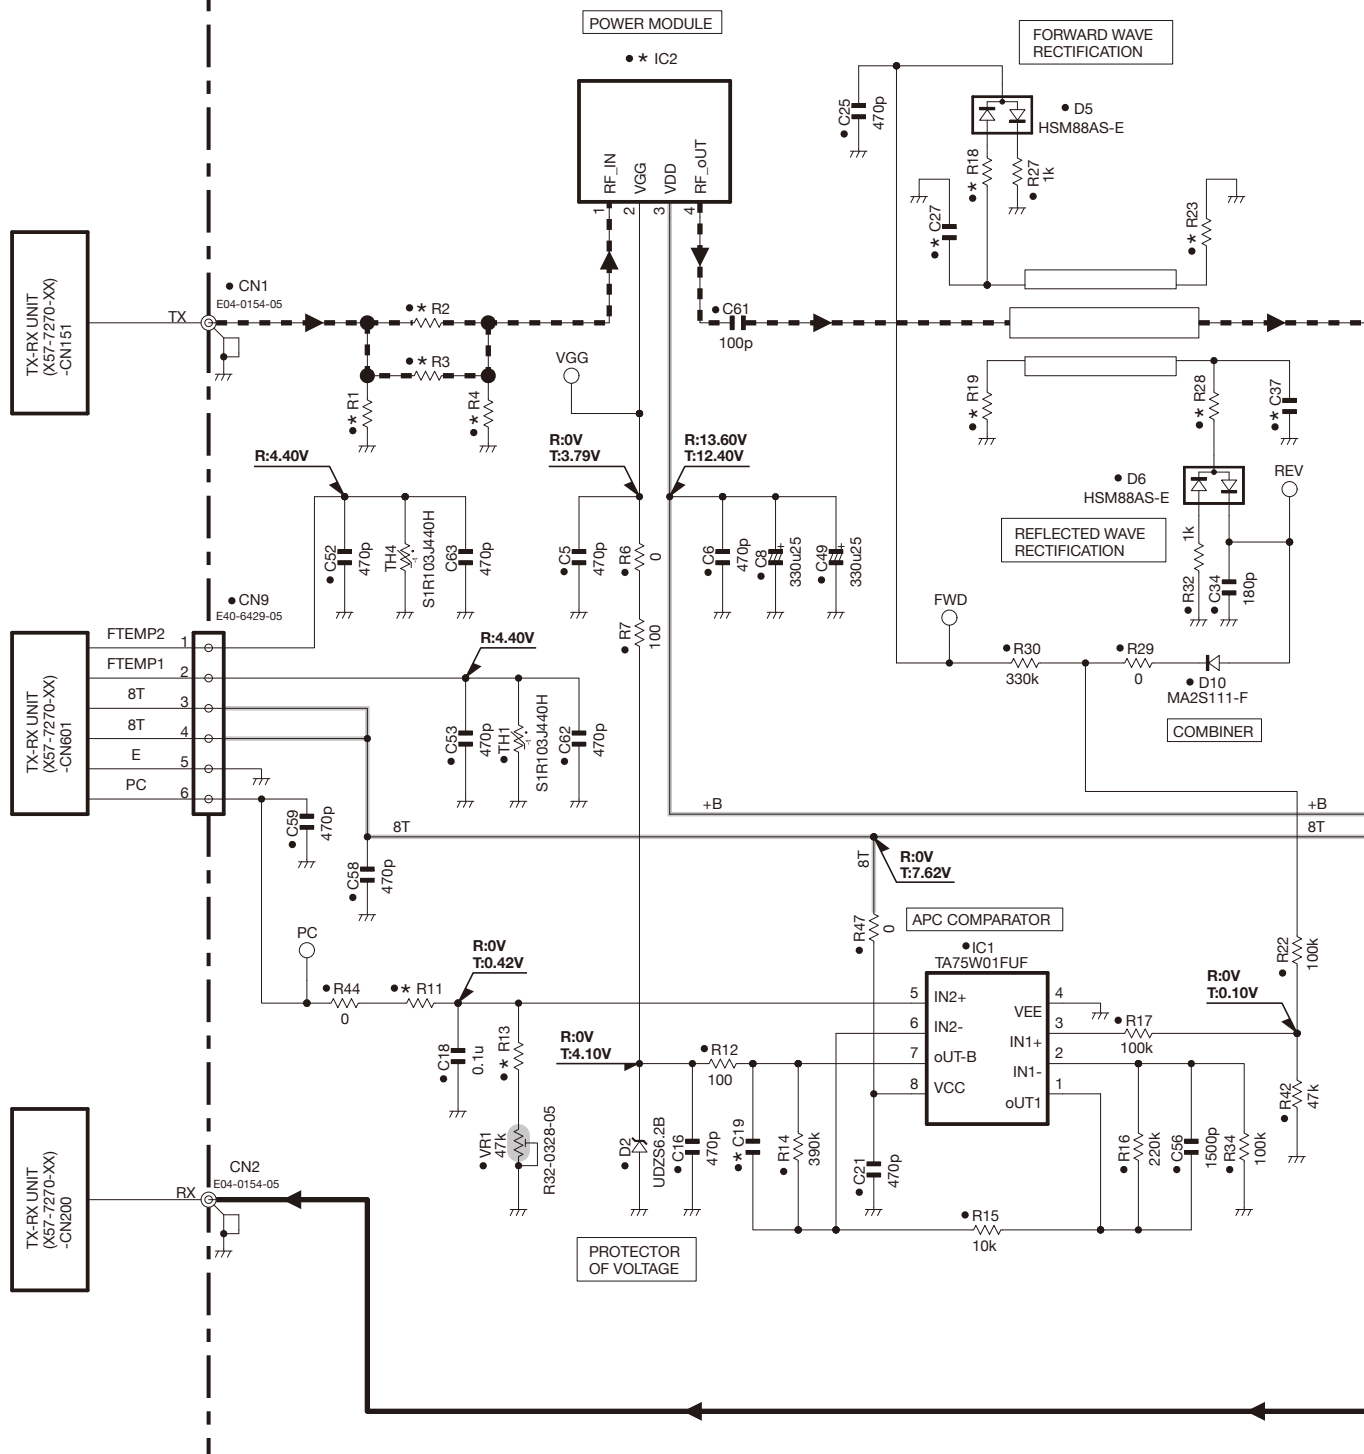 POWER MODULE
* IC2
FORWARD WAVE
RECTIFICATION
C25
470p
D5
HSM88AS-E
* R18
R27
1k
RF_IN
VGG
VDD
RF_oUT
1
2
3
4
* C27
* R23
TX-RX UNIT
(X57-7270-XX)
-CN151
TX
CN1
E04-0154-05
* R2
* R3
* R1
* R4
C61
100p
VGG
* R19
* R28
* C37
R:4.40V
R:0V
T:3.79V
R:13.60V
T:12.40V
D6
HSM88AS-E
REV
REFLECTED WAVE
RECTIFICATION
C52
470p
TH4
S1R103J440H
C63
470p
C5
470p
R6
0
C6
470p
C8
330u25
+
C49
330u25
+
1k
R32
C34
180p
CN9
E40-6429-05
R7
100
FWD
TX-RX UNIT
(X57-7270-XX)
-CN601
FTEMP2
1
FTEMP1
2
8T
3
8T
4
E
5
PC
6
R:4.40V
R30
330k
R29
0
D10
MA2S111-F
COMBINER
C53
470p
TH1
S1R103J440H
C62
470p
+B
+B
C59
470p
8T
8T
C58
470p
8T
R:0V
T:7.62V
R47
0
APC COMPARATOR
IC1
TA75W01FUF
PC
R44
0
* R11
R:0V
T:0.42V
R22
100k
R:0V
T:0.10V
5
IN2+
6
IN2-
7
oUT-B
8
VCC
4
VEE
3
IN1+
2
IN1-
1
oUT1
R17
100k
C18
0.1u
* R13
R:0V
T:4.10V
R12
100
R42
47k
VR1
47k
R32-0328-05
D2
UDZS6.2B
C16
470p
* C19
R14
390k
C21
470p
R16
220k
C56
1500p
R34
100k
TX-RX UNIT
(X57-7270-XX)
-CN200
RX
CN2
E04-0154-05
R15
10k
PROTECTOR
OF VOLTAGE